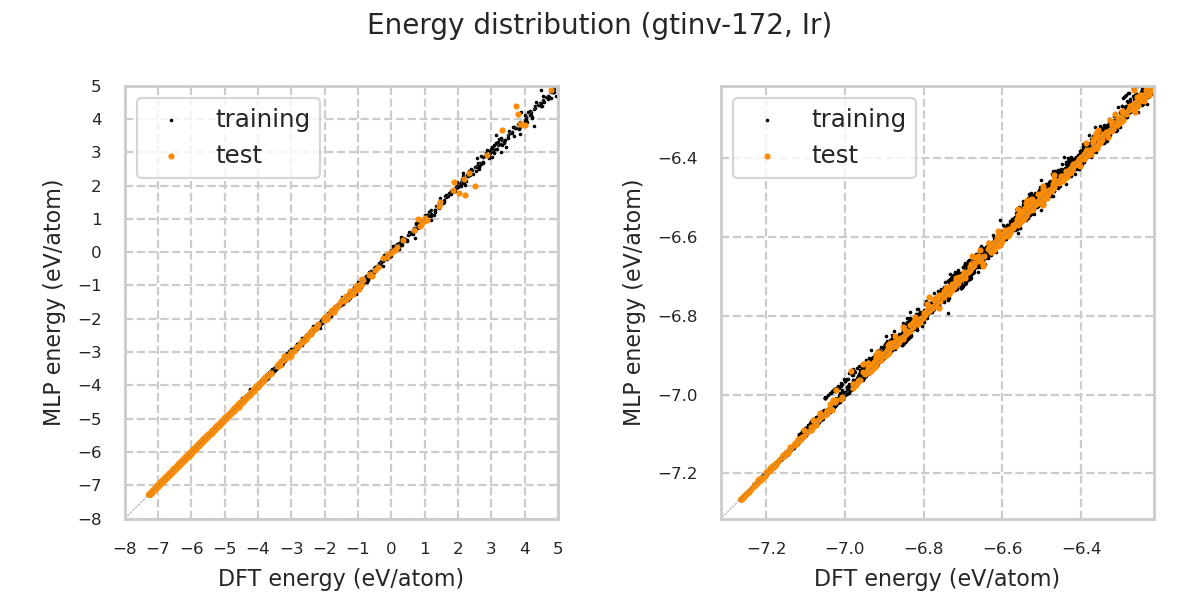 Energy distribution (gtinv-172, Ir)
5
4
3
2
1
0
−1
−2
−3
−4
−5
−6
−7
−8
MLP energy (eV/atom)
training
test
−8 −7 −6 −5 −4 −3 −2 −1 0 1 2 3 4 5
DFT energy (eV/atom)
−6.4
−6.6
−6.8
−7.0
−7.2
MLP energy (eV/atom)
training
test
−7.2 −7.0 −6.8 −6.6 −6.4
DFT energy (eV/atom)